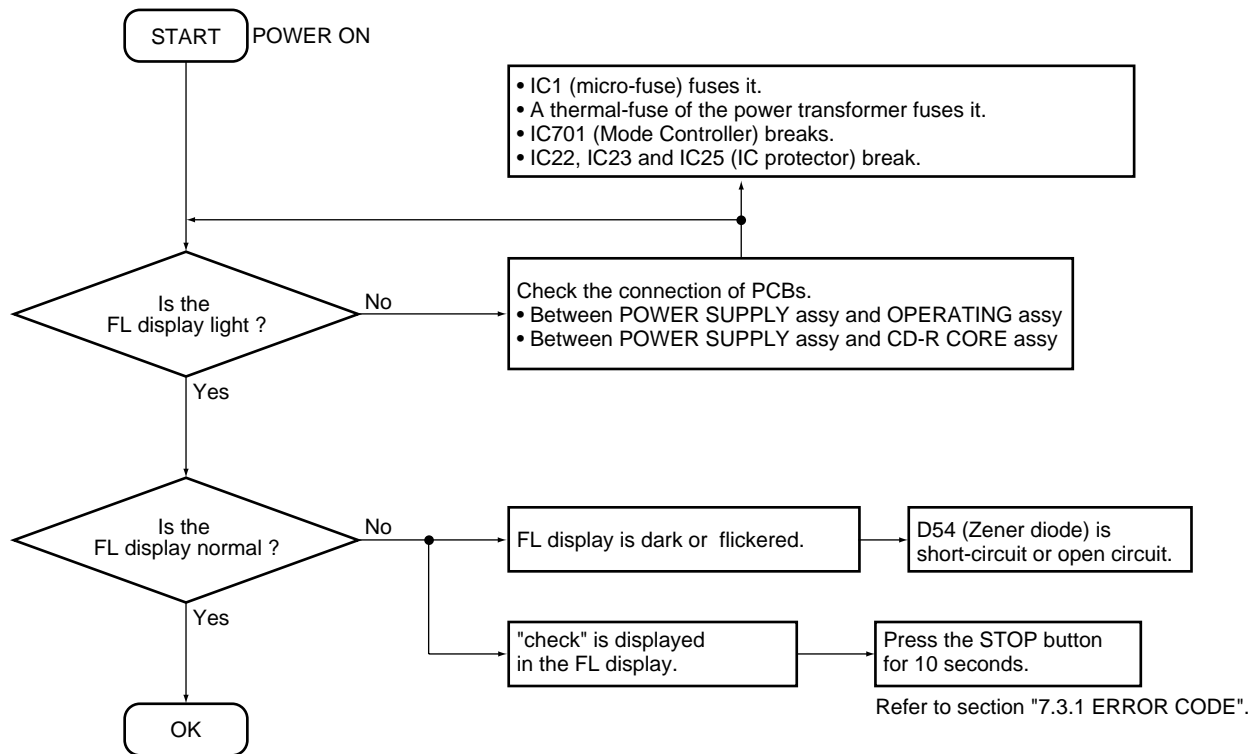 START
POWER ON
• IC1 (micro-fuse) fuses it.
• A thermal-fuse of the power transformer fuses it.
• IC701 (Mode Controller) breaks.
• IC22, IC23 and IC25 (IC protector) break.
Is the
FL display light ?
No
Check the connection of PCBs.
• Between POWER SUPPLY assy and OPERATING assy
• Between POWER SUPPLY assy and CD-R CORE assy
Yes
Is the
FL display normal ?
No
FL display is dark or flickered.
D54 (Zener diode) is
short-circuit or open circuit.
Yes
"check" is displayed
in the FL display.
Press the STOP button
for 10 seconds.
Refer to section "7.3.1 ERROR CODE".
OK